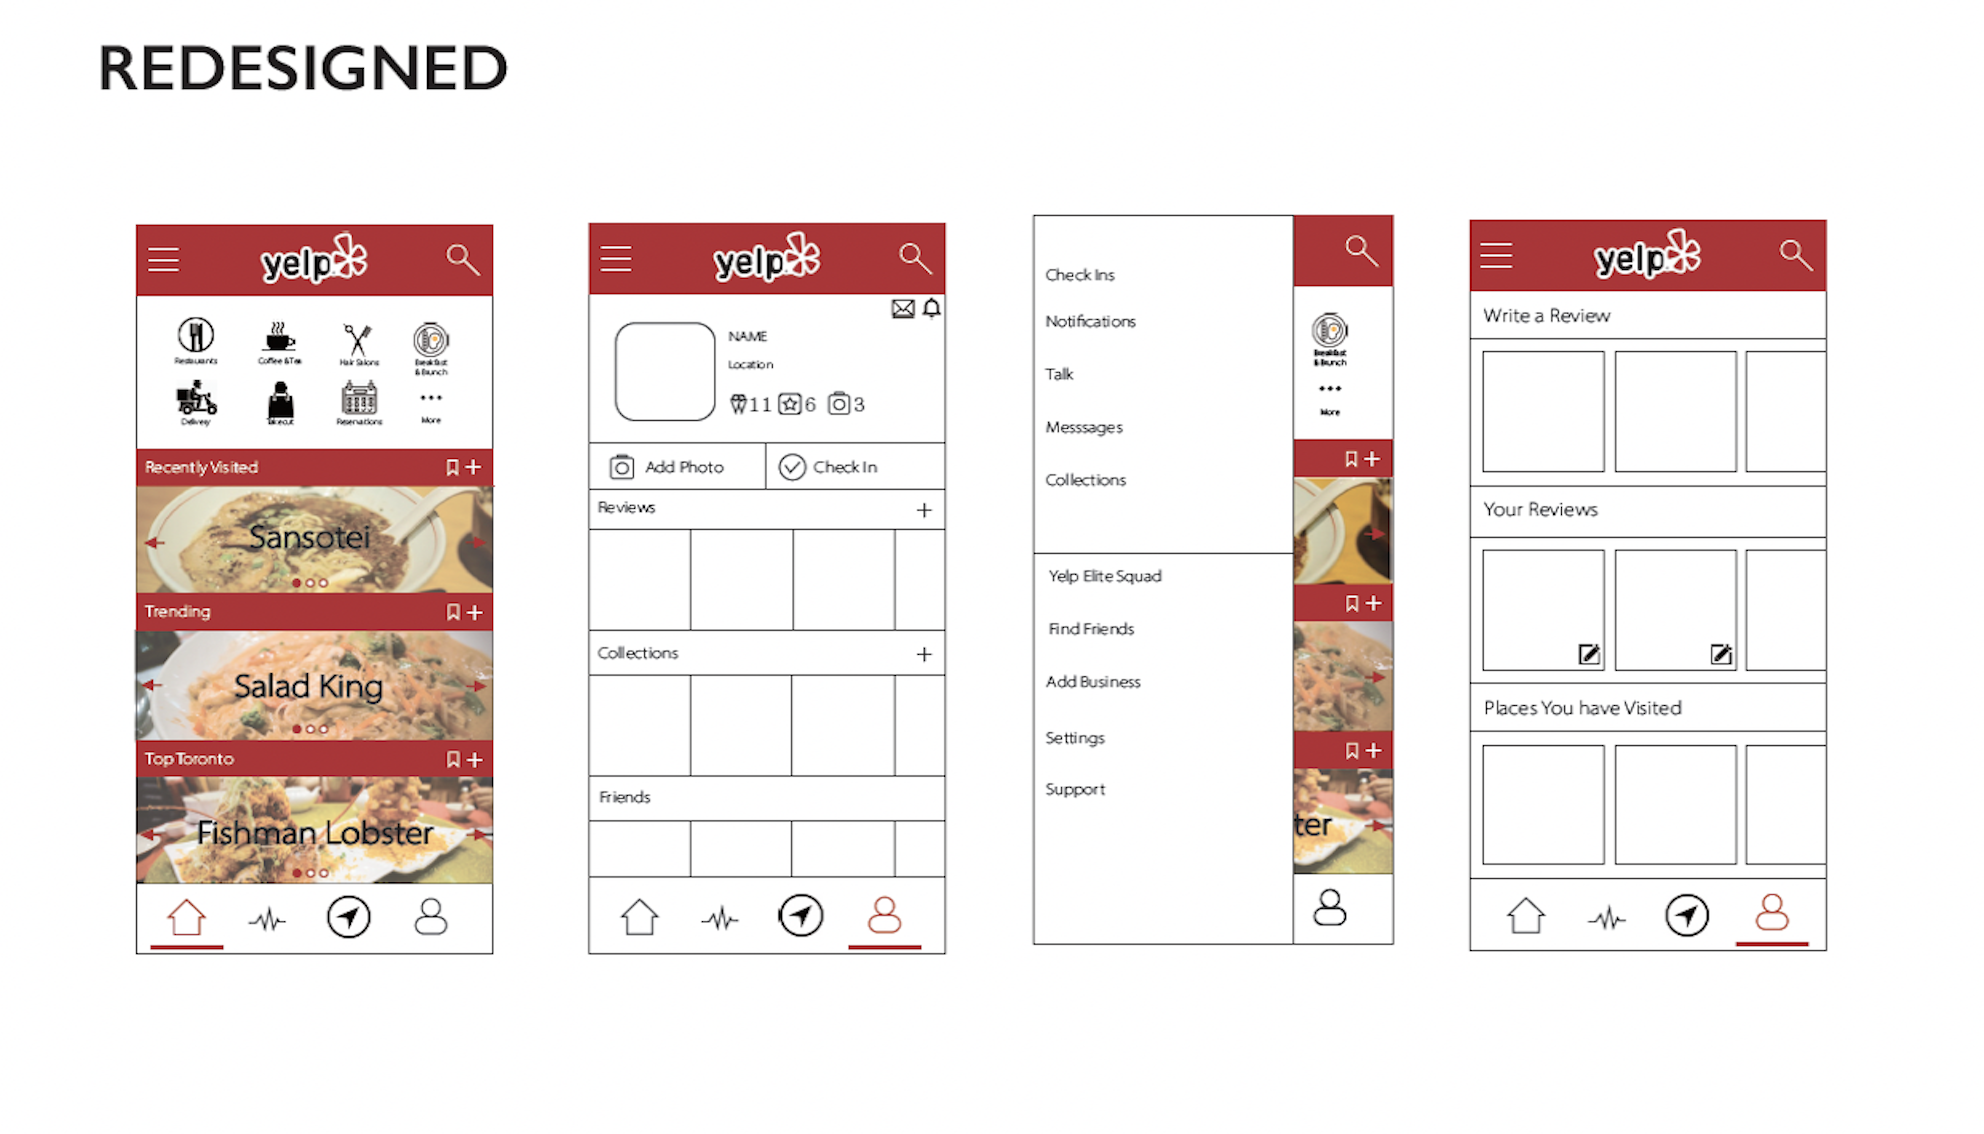 REDESIGNED
yelp
Restaurants
Coffee & Tea
Hair Salons
Breakfast
& Brunch
Delivery
Takeout
Reservations
More
Recently Visited
Sansotei
Trending
Salad King
Top Toronto
Fishman Lobster
yelp
NAME
Location
11 6 3
Add Photo
Check In
Reviews
Collections
Friends
Check Ins
Notifications
Talk
Messsages
Collections
Yelp Elite Squad
Find Friends
Add Business
Settings
Support
Breakfast
& Brunch
More
ter
yelp
Write a Review
Your Reviews
Places You have Visited